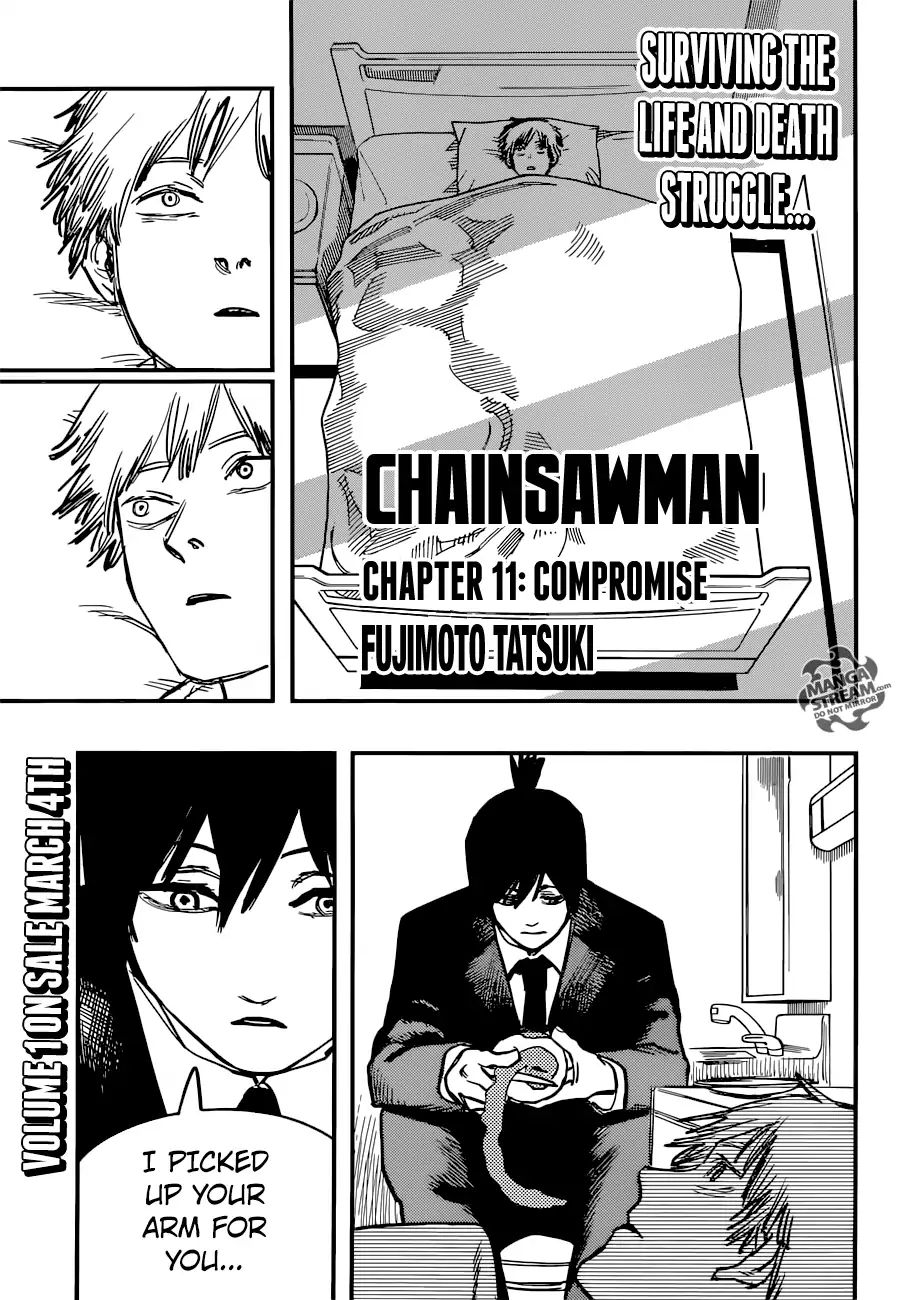 SURVIVING THE
LIFE AND DEATH
STRUGGLE...
CHAINSAWMAN
CHAPTER 11: COMPROMISE
FUJIMOTO TATSUKI
MANGA
STREAM.com
DO NOT MIRROR
VOLUME 1 ON SALE MARCH 4TH
I PICKED
UP YOUR
ARM FOR
YOU...